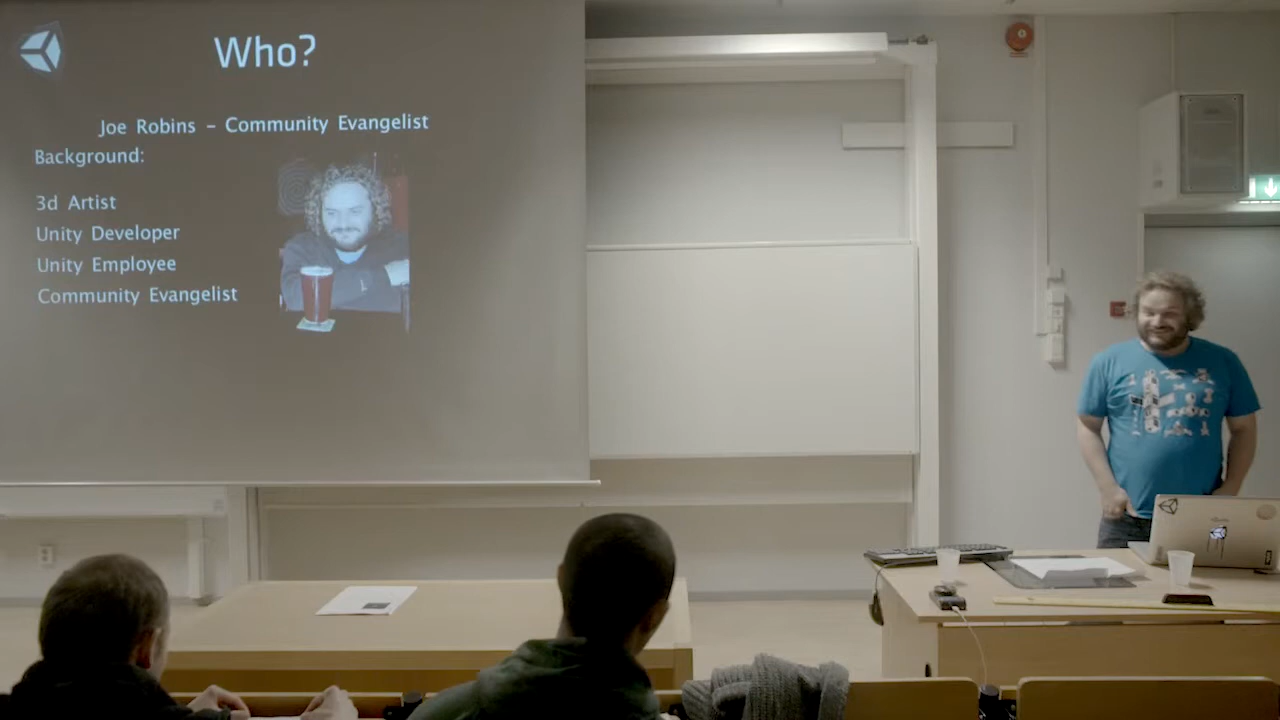 Who?
Joe Robins – Community Evangelist
Background:
3d Artist
Unity Developer
Unity Employee
Community Evangelist